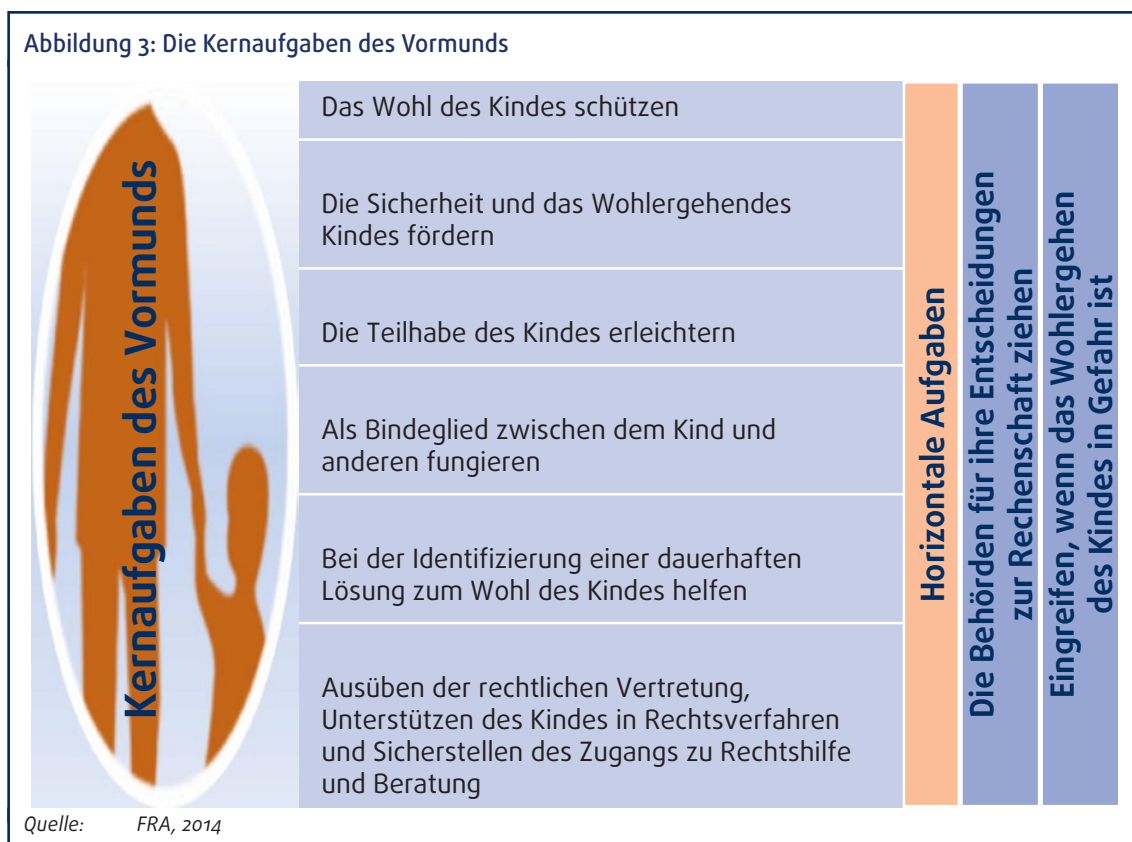 Abbildung 3: Die Kernaufgaben des Vormunds
Kernaufgaben des Vormunds
Das Wohl des Kindes schützen
Die Sicherheit und das Wohlergehendes
Kindes fördern
Die Teilhabe des Kindes erleichtern
Als Bindeglied zwischen dem Kind und
anderen fungieren
Bei der Identifizierung einer dauerhaften
Lösung zum Wohl des Kindes helfen
Ausüben der rechtlichen Vertretung,
Unterstützen des Kindes in Rechtsverfahren
und Sicherstellen des Zugangs zu Rechtshilfe
und Beratung
Horizontale Aufgaben
Die Behörden für ihre Entscheidungen
zur Rechenschaft ziehen
Eingreifen, wenn das Wohlergehen
des Kindes in Gefahr ist
Quelle: FRA, 2014